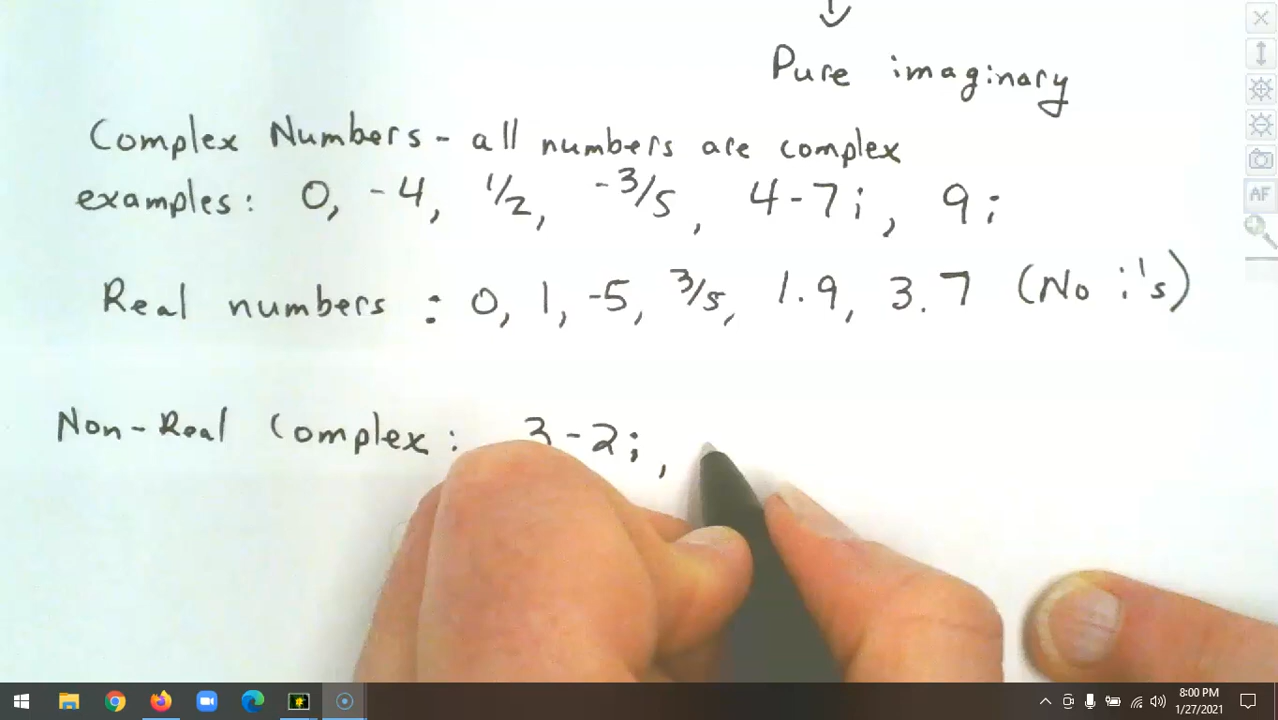 Pure imaginary
Complex Numbers - all numbers are complex
examples: 0, -4, 1/2, -3/5, 4-7i, 9i
Real numbers : 0, 1, -5, 3/5, 1.9, 3.7 (No i's)
Non-Real Complex: 3-2i,
AF
8:00 PM
1/27/2021